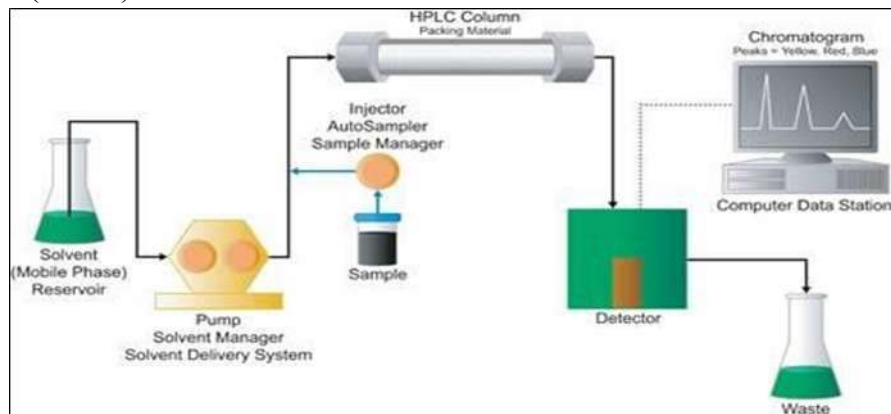 HPLC Column
Packing Material
Chromatogram
Peaks = Yellow, Red, Blue
Injector
AutoSampler
Sample Manager
Solvent
(Mobile Phase)
Reservoir
Sample
Computer Data Station
Pump
Solvent Manager
Solvent Delivery System
Detector
Waste